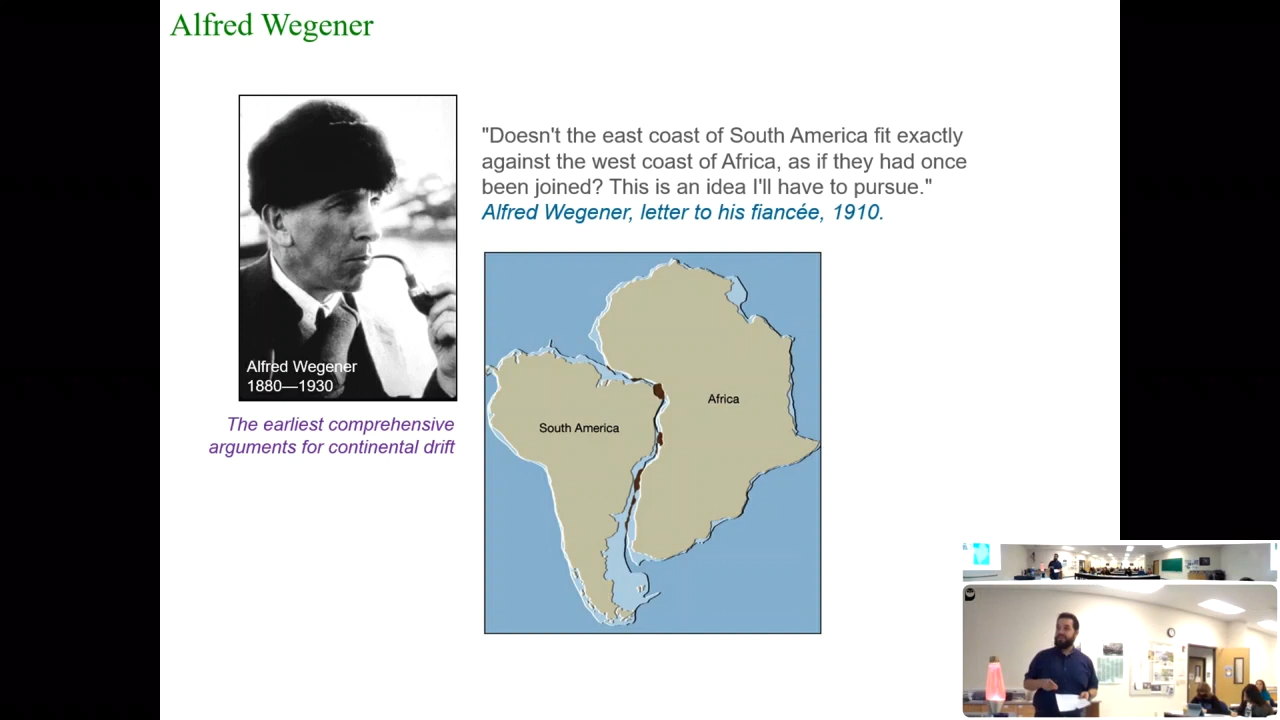 Alfred Wegener
"Doesn't the east coast of South America fit exactly
against the west coast of Africa, as if they had once
been joined? This is an idea I'll have to pursue."
Alfred Wegener, letter to his fiancée, 1910.
Alfred Wegener
1880—1930
The earliest comprehensive
arguments for continental drift
Africa
South America